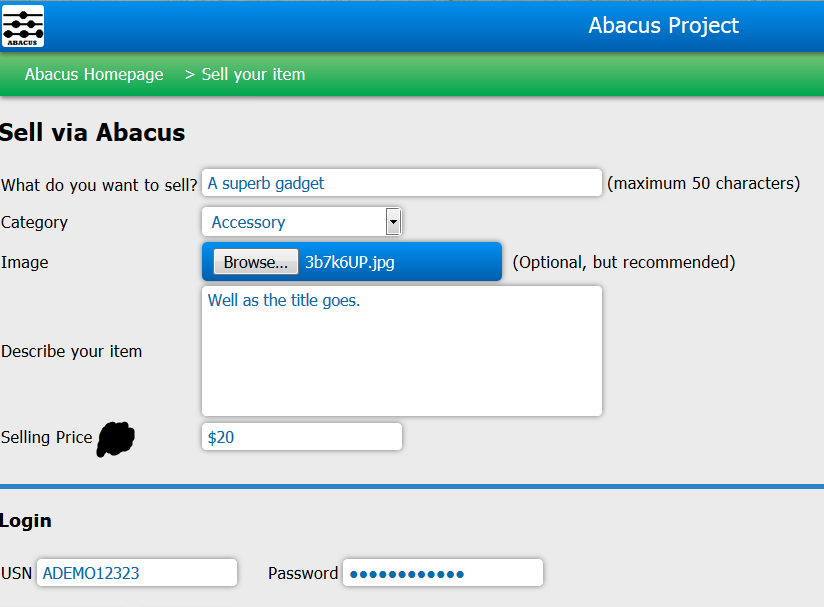 ABACUS
Abacus Project
Abacus Homepage > Sell your item
Sell via Abacus
What do you want to sell? A superb gadget (maximum 50 characters)
Category Accessory
Image Browse... 3b7k6UP.jpg (Optional, but recommended)
Well as the title goes.
Describe your item
Selling Price $20
Login
USN ADEMO12323 Password ●●●●●●●●●●●●